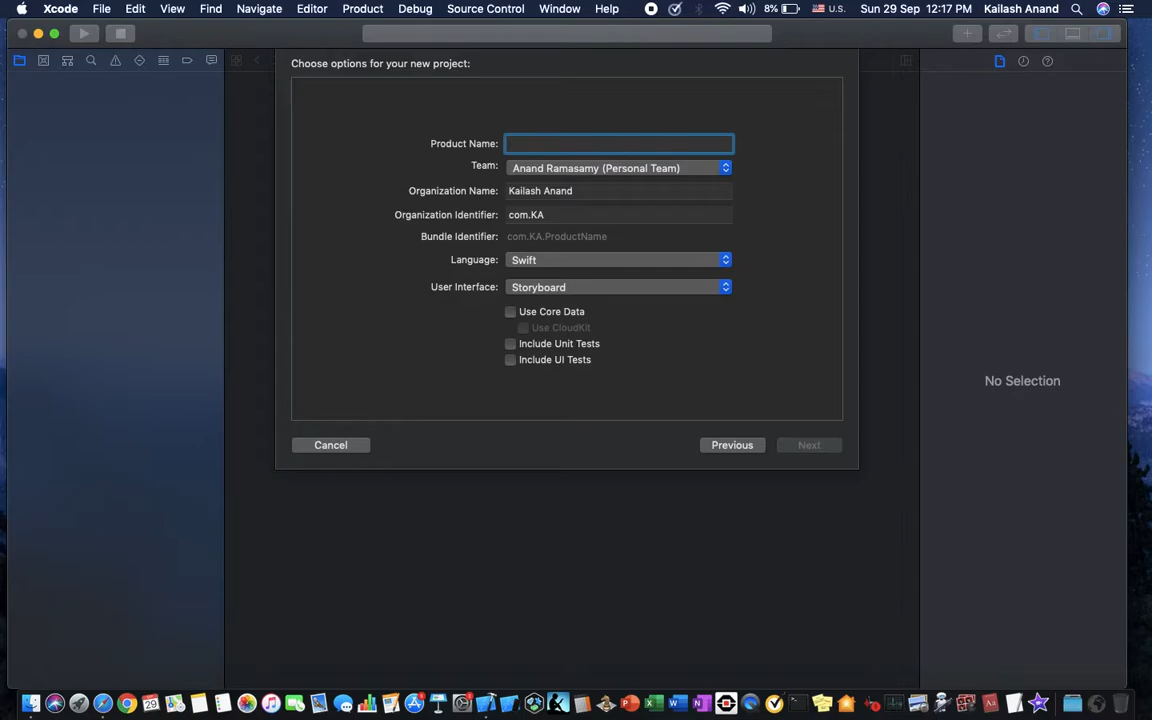 Xcode File Edit View Find Navigate Editor Product Debug Source Control Window Help 8% U.S. Sun 29 Sep 12:17 PM Kailash Anand
Choose options for your new project:
Product Name:
Team: Anand Ramasamy (Personal Team)
Organization Name: Kailash Anand
Organization Identifier: com.KA
Bundle Identifier: com.KA.ProductName
Language: Swift
User Interface: Storyboard
Use Core Data
Use CloudKit
Include Unit Tests
Include UI Tests
No Selection
Cancel Previous Next